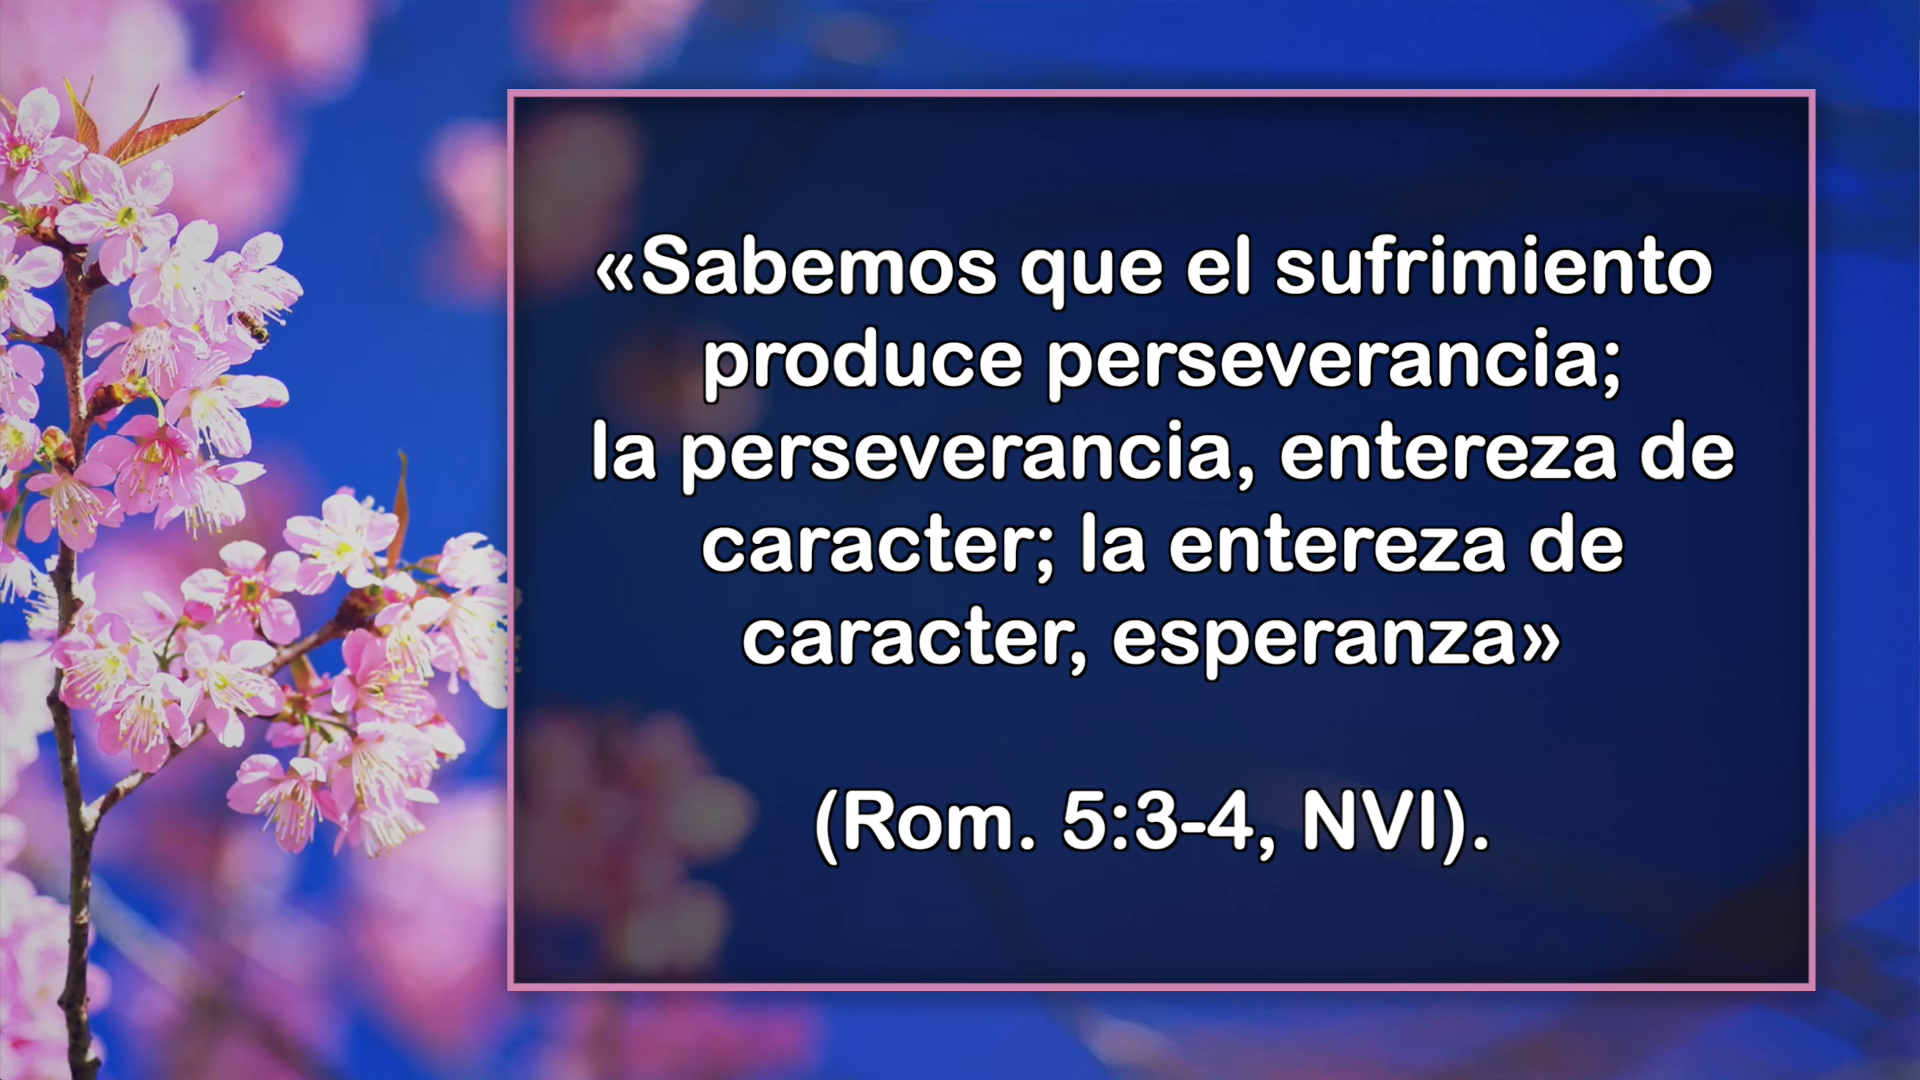 «Sabemos que el sufrimiento
produce perseverancia;
la perseverancia, entereza de
caracter; la entereza de
caracter, esperanza»
(Rom. 5:3-4, NVI).